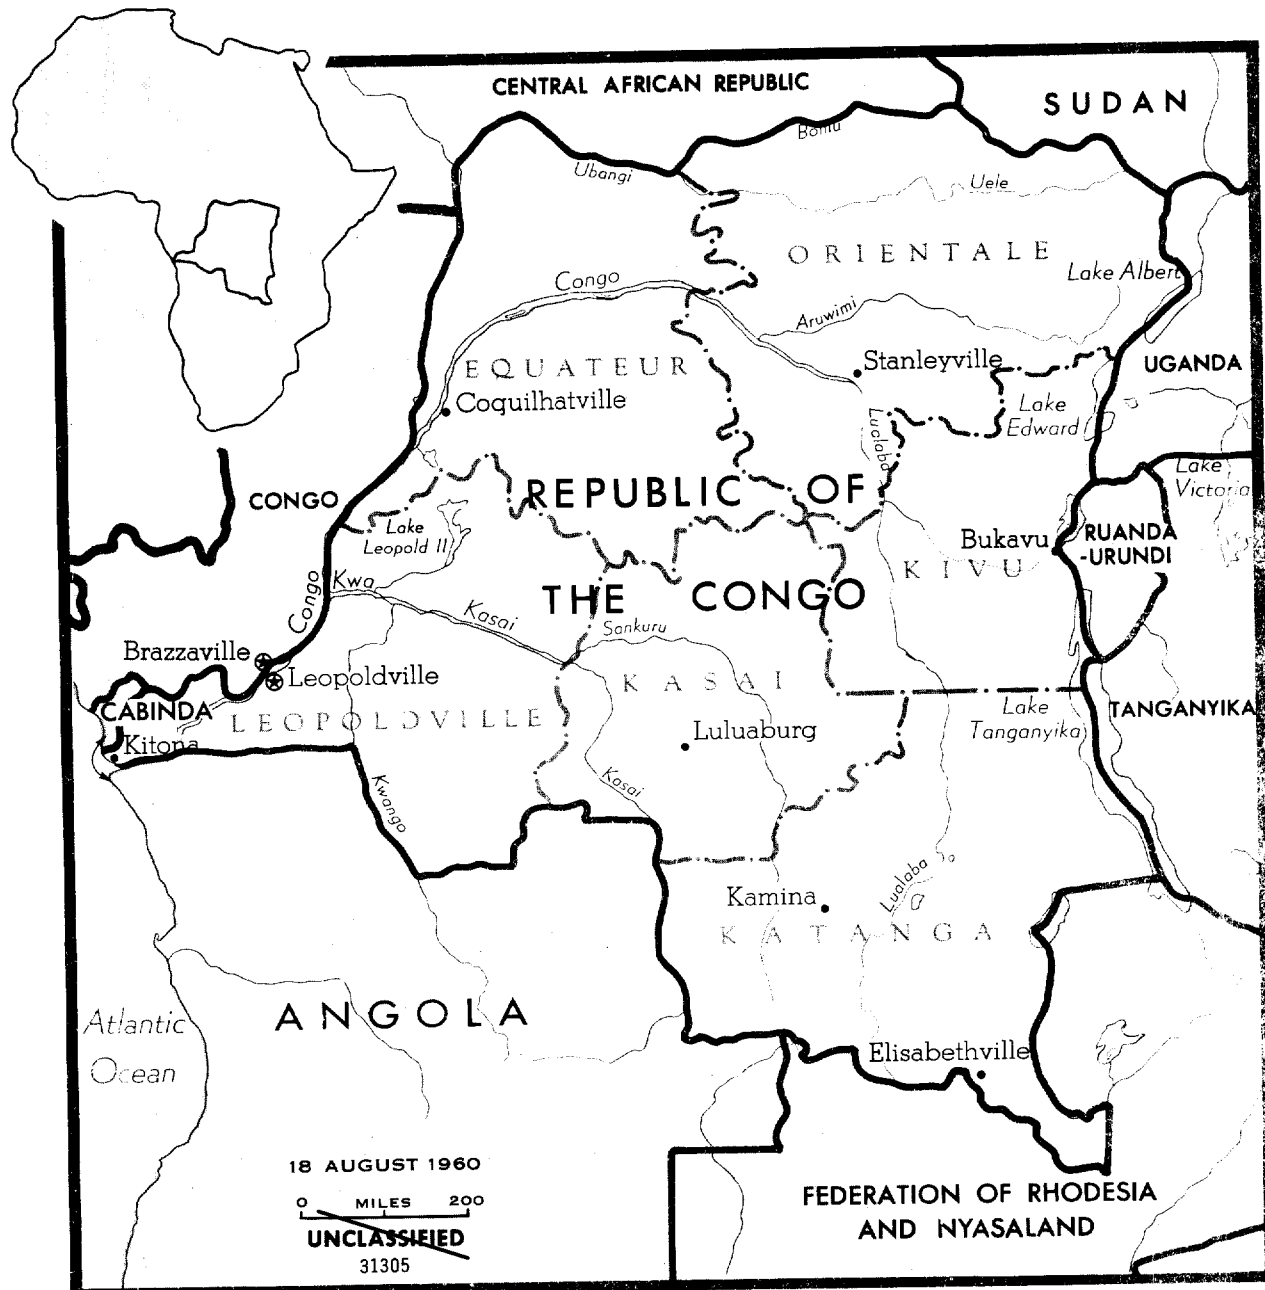 CENTRAL AFRICAN REPUBLIC
SUDAN
Bomu
Ubangi
Uele
ORIENTALE
Lake Albert
Congo
Aruwimi
EQUATEUR
Stanleyville
UGANDA
Coquilhatville
Lake
Edward
Lualaba
Lake
Victoria
REPUBLIC OF
CONGO
Lake
Leopold II
Bukavu
RUANDA
-URUNDI
KIVU
Kwa
THE CONGO
Congo
Kasai
Sankuru
Brazzaville
Leopoldville
KASAI
CABINDA
LEOPOLDVILLE
Lake
Tanganyika
TANGANYIKA
Luluaburg
Kitona
Kwango
Kasai
Lualaba
Kamina
KATANGA
ANGOLA
Atlantic
Ocean
Elisabethville
18 AUGUST 1960
0 MILES 200
UNCLASSIFIED
31305
FEDERATION OF RHODESIA
AND NYASALAND